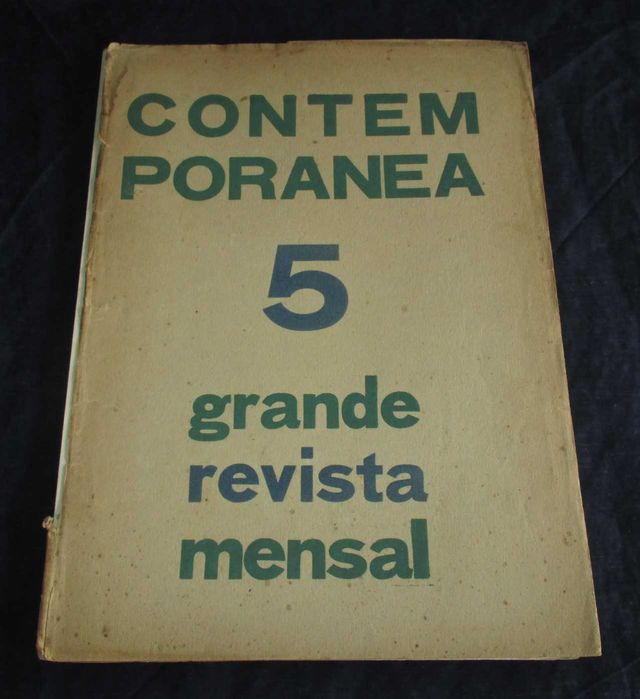 CONTEM
PORANEA
5
grande
revista
mensal